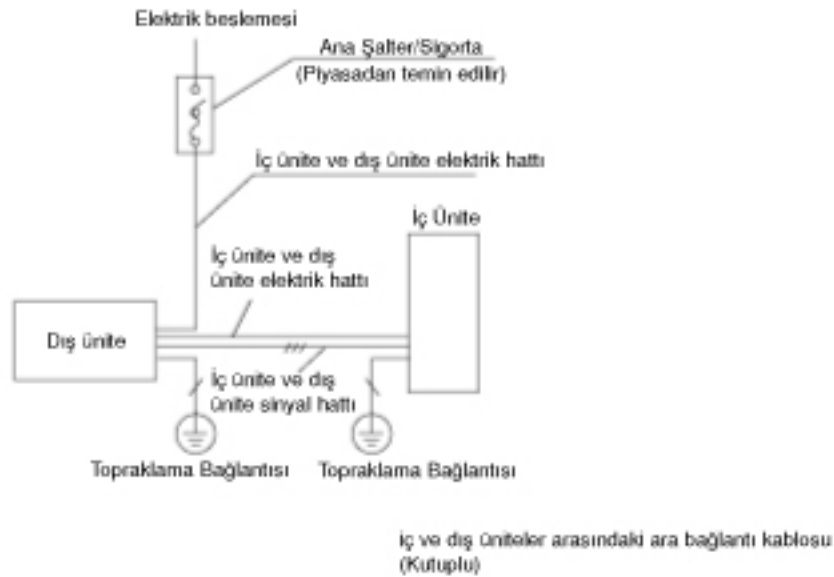 Elektrik beslemesi
Ana Şalter/Sigorta
(Piyasadan temin edilir)
İç ünite ve dış ünite elektrik hattı
İç Ünite
İç ünite ve dış
ünite elektrik hattı
Dış ünite
İç ünite ve dış
ünite sinyal hattı
Topraklama Bağlantısı
Topraklama Bağlantısı
iç ve dış üniteler arasındaki ara bağlantı kablosu
(Kutuplu)